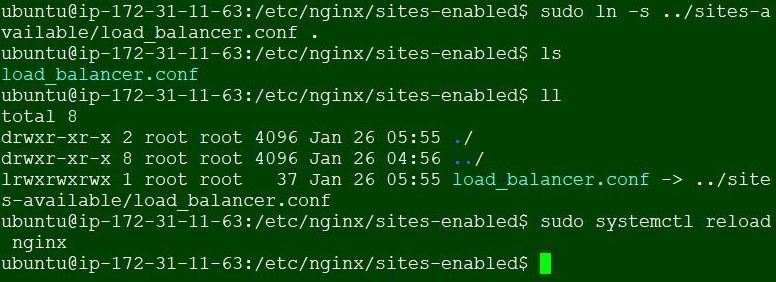 ubuntu@ip-172-31-11-63:/etc/nginx/sites-enabled$ sudo ln -s ../sites-a
vailable/load_balancer.conf .
ubuntu@ip-172-31-11-63:/etc/nginx/sites-enabled$ ls
load_balancer.conf
ubuntu@ip-172-31-11-63:/etc/nginx/sites-enabled$ ll
total 8
drwxr-xr-x 2 root root 4096 Jan 26 05:55 ./
drwxr-xr-x 8 root root 4096 Jan 26 04:56 ../
lrwxrwxrwx 1 root root   37 Jan 26 05:55 load_balancer.conf -> ../site
s-available/load_balancer.conf
ubuntu@ip-172-31-11-63:/etc/nginx/sites-enabled$ sudo systemctl reload
 nginx
ubuntu@ip-172-31-11-63:/etc/nginx/sites-enabled$